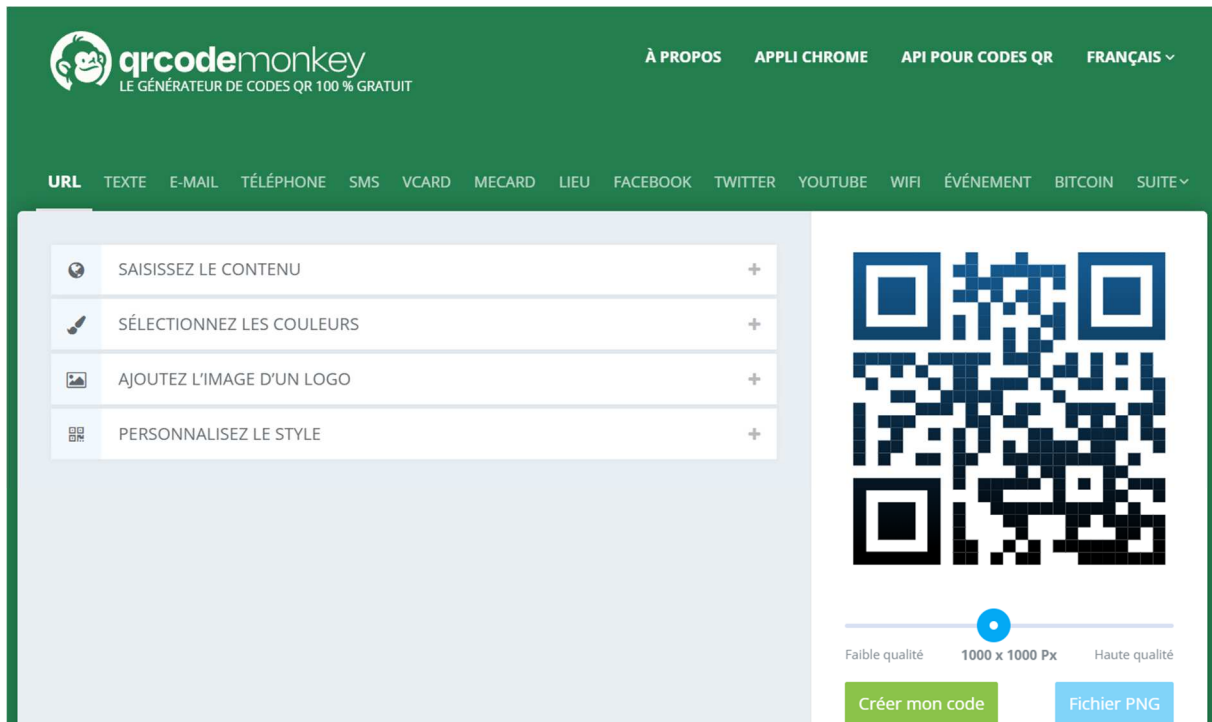 qrcodemonkey
LE GÉNÉRATEUR DE CODES QR 100 % GRATUIT
À PROPOS APPLI CHROME API POUR CODES QR FRANÇAIS
URL TEXTE E-MAIL TÉLÉPHONE SMS VCARD MECARD LIEU FACEBOOK TWITTER YOUTUBE WIFI ÉVÉNEMENT BITCOIN SUITE
SAISISSEZ LE CONTENU
SÉLECTIONNEZ LES COULEURS
AJOUTEZ L’IMAGE D’UN LOGO
PERSONNALISEZ LE STYLE
Faible qualité 1000 x 1000 Px Haute qualité
Créer mon code Fichier PNG